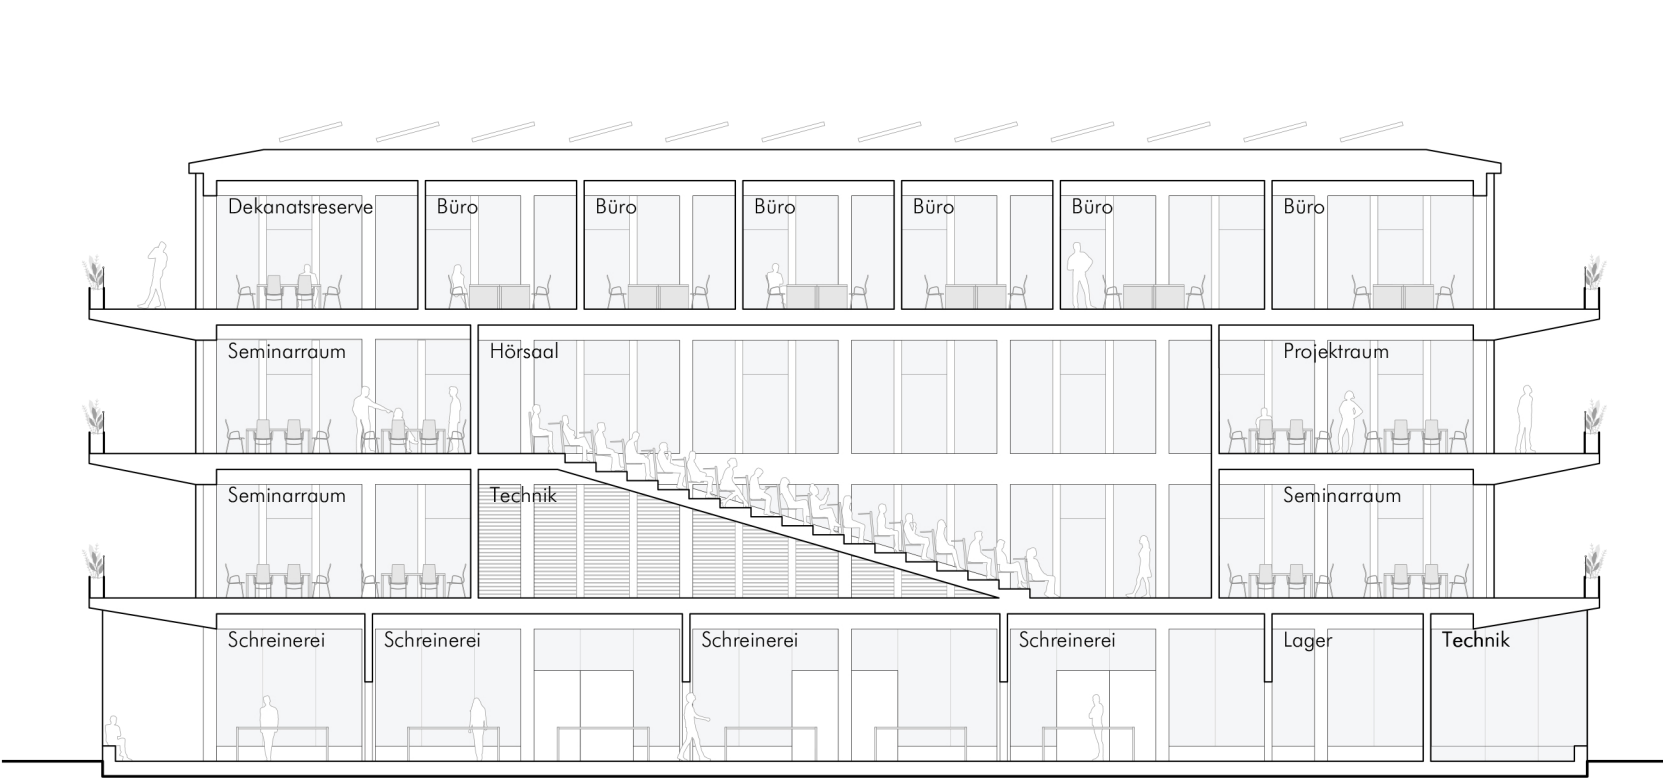 Dekanatsreserve
Büro
Büro
Büro
Büro
Büro
Büro
Seminarraum
Hörsaal
Projektraum
Seminarraum
Technik
Seminarraum
Schreinerei
Schreinerei
Schreinerei
Schreinerei
Lager
Technik